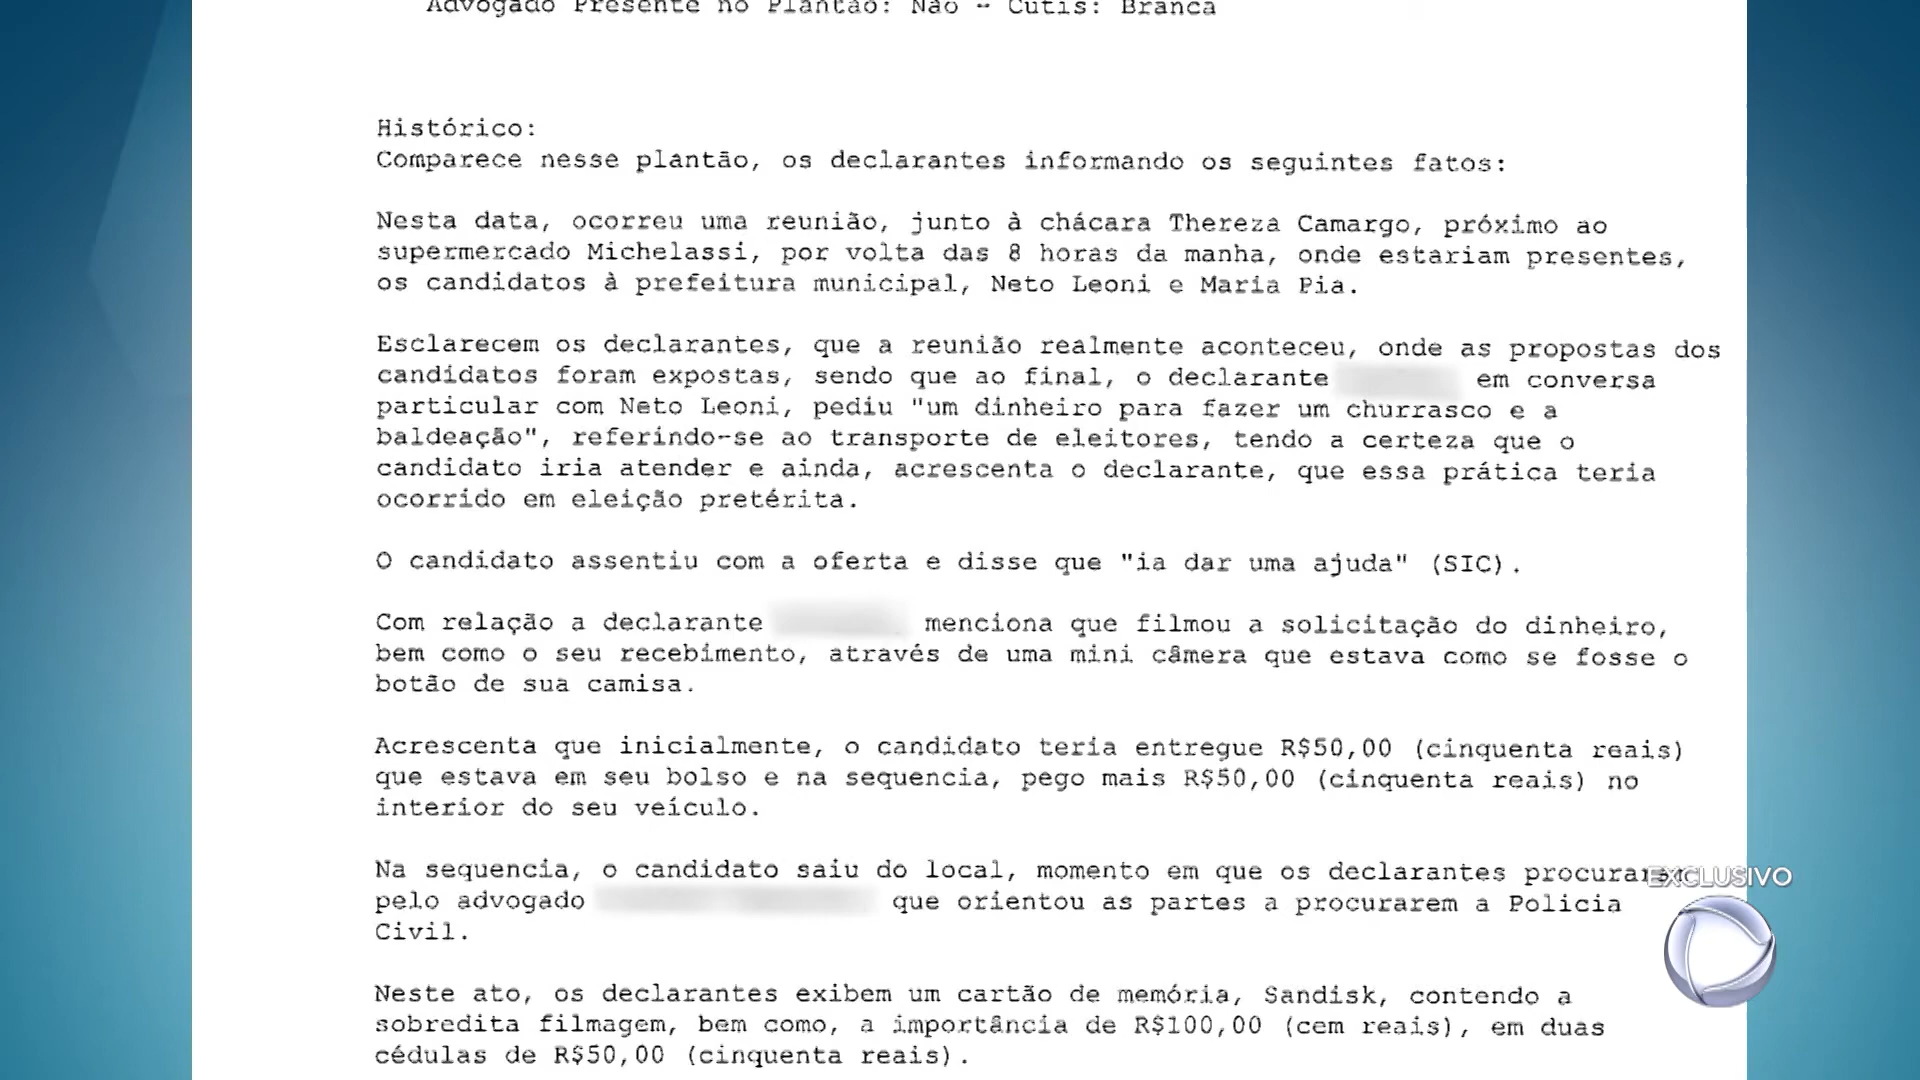 Advogado Presente no Plantão: Não - Cutis: Branca
Histórico:
Comparece nesse plantão, os declarantes informando os seguintes fatos:
Nesta data, ocorreu uma reunião, junto à chácara Thereza Camargo, próximo ao
supermercado Michelassi, por volta das 8 horas da manha, onde estariam presentes,
os candidatos à prefeitura municipal, Neto Leoni e Maria Pia.
Esclarecem os declarantes, que a reunião realmente aconteceu, onde as propostas dos
candidatos foram expostas, sendo que ao final, o declarante em conversa
particular com Neto Leoni, pediu "um dinheiro para fazer um churrasco e a
baldeação", referindo-se ao transporte de eleitores, tendo a certeza que o
candidato iria atender e ainda, acrescenta o declarante, que essa prática teria
ocorrido em eleição pretérita.
O candidato assentiu com a oferta e disse que "ia dar uma ajuda" (SIC).
Com relação a declarante menciona que filmou a solicitação do dinheiro,
bem como o seu recebimento, através de uma mini câmera que estava como se fosse o
botão de sua camisa.
Acrescenta que inicialmente, o candidato teria entregue R$50,00 (cinquenta reais)
que estava em seu bolso e na sequencia, pego mais R$50,00 (cinquenta reais) no
interior do seu veículo.
Na sequencia, o candidato saiu do local, momento em que os declarantes procuraram
pelo advogado que orientou as partes a procurarem a Policia
Civil.
Neste ato, os declarantes exibem um cartão de memória, Sandisk, contendo a
sobredita filmagem, bem como, a importância de R$100,00 (cem reais), em duas
cédulas de R$50,00 (cinquenta reais).
EXCLUSIVO